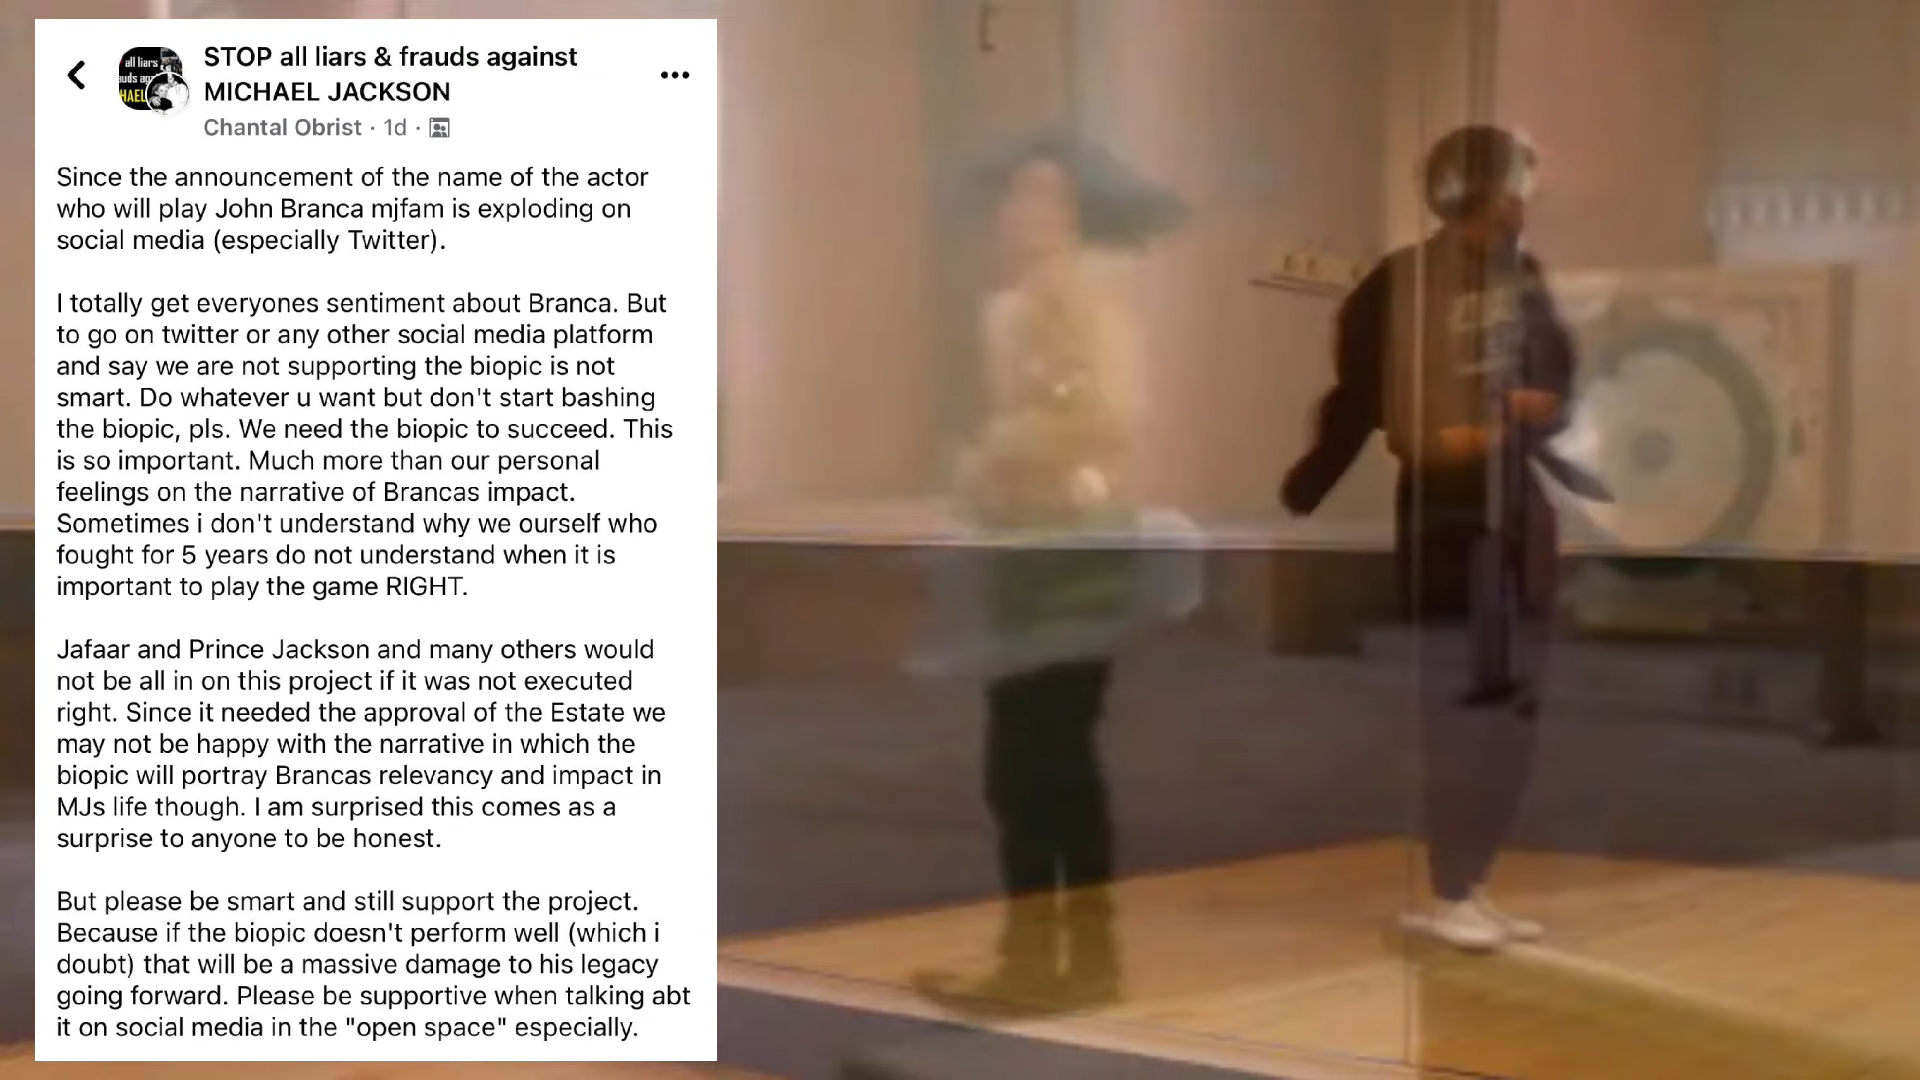 all liars
auds aga
HAEL
STOP all liars & frauds against
MICHAEL JACKSON
Chantal Obrist · 1d ·
Since the announcement of the name of the actor
who will play John Branca mjfam is exploding on
social media (especially Twitter).
I totally get everyones sentiment about Branca. But
to go on twitter or any other social media platform
and say we are not supporting the biopic is not
smart. Do whatever u want but don't start bashing
the biopic, pls. We need the biopic to succeed. This
is so important. Much more than our personal
feelings on the narrative of Brancas impact.
Sometimes i don't understand why we ourself who
fought for 5 years do not understand when it is
important to play the game RIGHT.
Jafaar and Prince Jackson and many others would
not be all in on this project if it was not executed
right. Since it needed the approval of the Estate we
may not be happy with the narrative in which the
biopic will portray Brancas relevancy and impact in
MJs life though. I am surprised this comes as a
surprise to anyone to be honest.
But please be smart and still support the project.
Because if the biopic doesn't perform well (which i
doubt) that will be a massive damage to his legacy
going forward. Please be supportive when talking abt
it on social media in the "open space" especially.